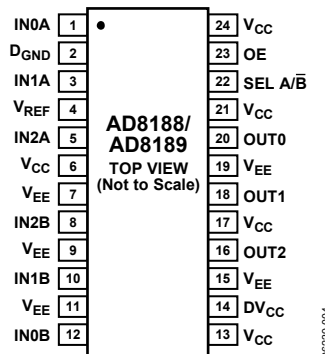 IN0A 1 24 VCC
DGND 2 23 OE
IN1A 3 22 SEL A/B̅
VREF 4 21 VCC
IN2A 5 20 OUT0
VCC 6 19 VEE
VEE 7 18 OUT1
IN2B 8 17 VCC
VEE 9 16 OUT2
IN1B 10 15 VEE
VEE 11 14 DVCC
IN0B 12 13 VCC
AD8188/
AD8189
TOP VIEW
(Not to Scale)